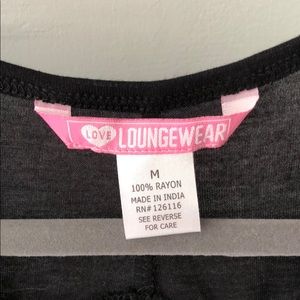 LOVE LOUNGEWEAR
M
100% RAYON
MADE IN INDIA
RN# 126116
SEE REVERSE
FOR CARE